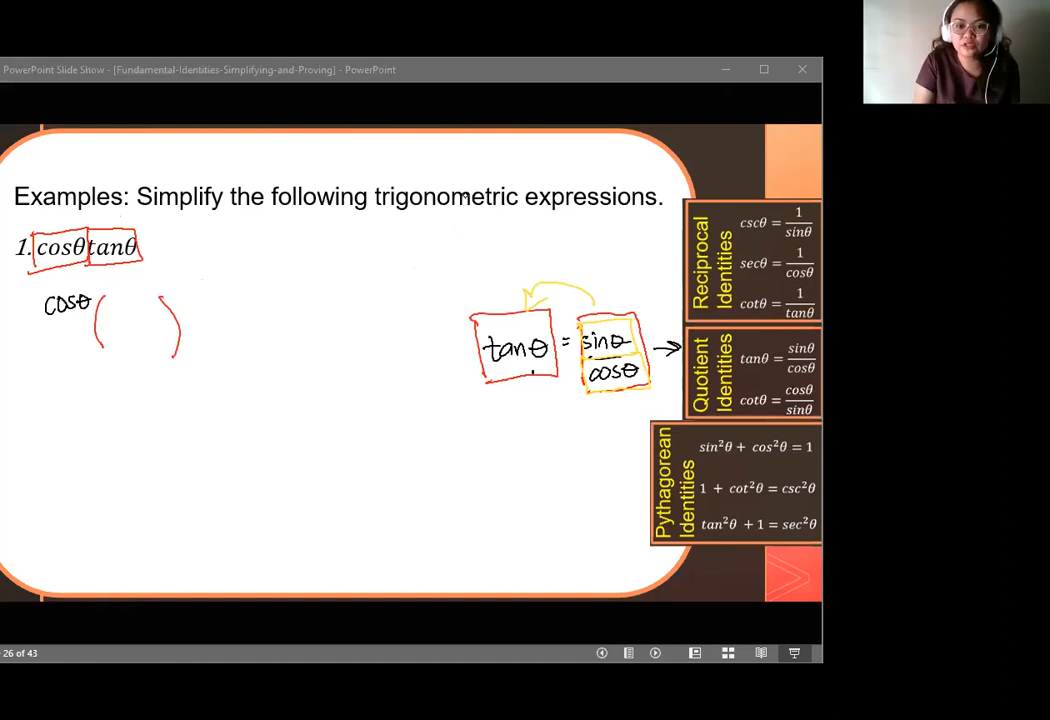 PowerPoint Slide Show - [Fundamental-Identities-Simplifying-and-Proving] - PowerPoint
Examples: Simplify the following trigonometric expressions.
1. cosθtanθ
cosθ ( )
tanθ = sinθ/cosθ →
Reciprocal Identities
cscθ = 1/sinθ
secθ = 1/cosθ
cotθ = 1/tanθ
Quotient Identities
tanθ = sinθ/cosθ
cotθ = cosθ/sinθ
Pythagorean Identities
sin²θ + cos²θ = 1
1 + cot²θ = csc²θ
tan²θ + 1 = sec²θ
26 of 43